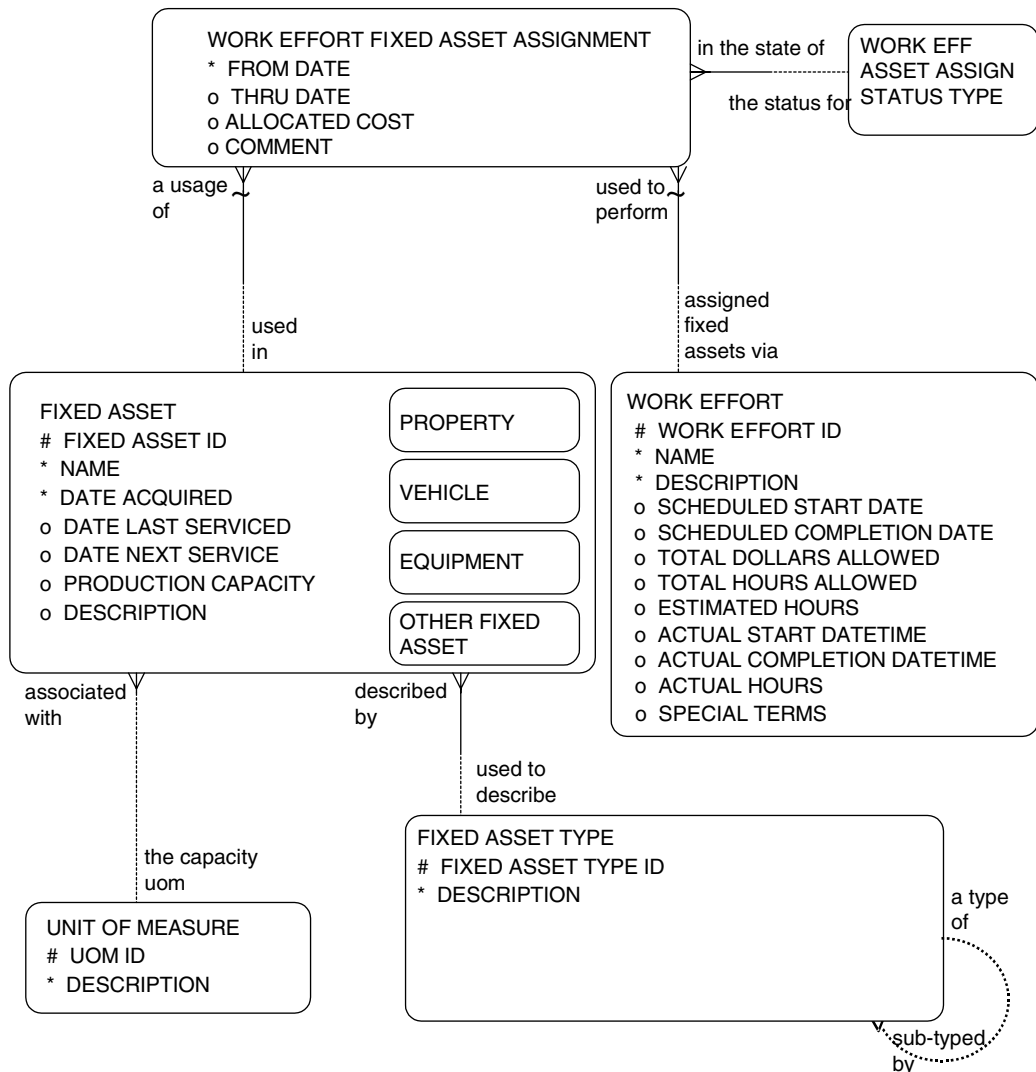 WORK EFFORT FIXED ASSET ASSIGNMENT
* FROM DATE
o THRU DATE
o ALLOCATED COST
o COMMENT
in the state of
the status for
WORK EFF
ASSET ASSIGN
STATUS TYPE
a usage
of
used to
perform
used
in
assigned
fixed
assets via
FIXED ASSET
# FIXED ASSET ID
* NAME
* DATE ACQUIRED
o DATE LAST SERVICED
o DATE NEXT SERVICE
o PRODUCTION CAPACITY
o DESCRIPTION
PROPERTY
VEHICLE
EQUIPMENT
OTHER FIXED
ASSET
WORK EFFORT
# WORK EFFORT ID
* NAME
* DESCRIPTION
o SCHEDULED START DATE
o SCHEDULED COMPLETION DATE
o TOTAL DOLLARS ALLOWED
o TOTAL HOURS ALLOWED
o ESTIMATED HOURS
o ACTUAL START DATETIME
o ACTUAL COMPLETION DATETIME
o ACTUAL HOURS
o SPECIAL TERMS
associated
with
described
by
used to
describe
the capacity
uom
UNIT OF MEASURE
# UOM ID
* DESCRIPTION
FIXED ASSET TYPE
# FIXED ASSET TYPE ID
* DESCRIPTION
a type
of
sub-typed
by